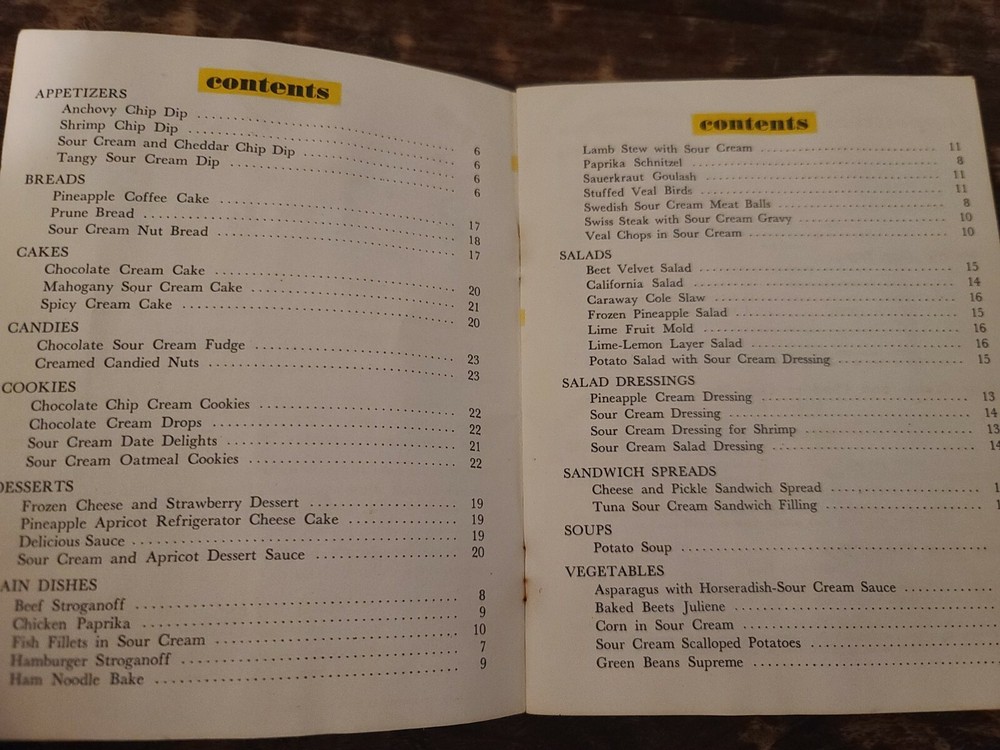 contents
APPETIZERS
Anchovy Chip Dip ........ 6
Shrimp Chip Dip ........ 6
Sour Cream and Cheddar Chip Dip ........ 6
Tangy Sour Cream Dip ........ 6
BREADS
Pineapple Coffee Cake ........ 17
Prune Bread ........ 18
Sour Cream Nut Bread ........ 17
CAKES
Chocolate Cream Cake ........ 20
Mahogany Sour Cream Cake ........ 21
Spicy Cream Cake ........ 20
CANDIES
Chocolate Sour Cream Fudge ........ 23
Creamed Candied Nuts ........ 23
COOKIES
Chocolate Chip Cream Cookies ........ 22
Chocolate Cream Drops ........ 22
Sour Cream Date Delights ........ 21
Sour Cream Oatmeal Cookies ........ 22
DESSERTS
Frozen Cheese and Strawberry Dessert ........ 19
Pineapple Apricot Refrigerator Cheese Cake ........ 19
Delicious Sauce ........ 19
Sour Cream and Apricot Dessert Sauce ........ 20
AIN DISHES
Beef Stroganoff ........ 8
Chicken Paprika ........ 9
Fish Fillets in Sour Cream ........ 10
Hamburger Stroganoff ........ 7
Ham Noodle Bake ........ 9
contents
Lamb Stew with Sour Cream ........ 11
Paprika Schnitzel ........ 8
Sauerkraut Goulash ........ 11
Stuffed Veal Birds ........ 11
Swedish Sour Cream Meat Balls ........ 8
Swiss Steak with Sour Cream Gravy ........ 10
Veal Chops in Sour Cream ........ 10
SALADS
Beet Velvet Salad ........ 15
California Salad ........ 14
Caraway Cole Slaw ........ 16
Frozen Pineapple Salad ........ 15
Lime Fruit Mold ........ 16
Lime-Lemon Layer Salad ........ 16
Potato Salad with Sour Cream Dressing ........ 15
SALAD DRESSINGS
Pineapple Cream Dressing ........ 13
Sour Cream Dressing ........ 14
Sour Cream Dressing for Shrimp ........ 13
Sour Cream Salad Dressing ........ 14
SANDWICH SPREADS
Cheese and Pickle Sandwich Spread ........ 1
Tuna Sour Cream Sandwich Filling ........
SOUPS
Potato Soup ........
VEGETABLES
Asparagus with Horseradish-Sour Cream Sauce ........
Baked Beets Juliene ........
Corn in Sour Cream ........
Sour Cream Scalloped Potatoes ........
Green Beans Supreme ........